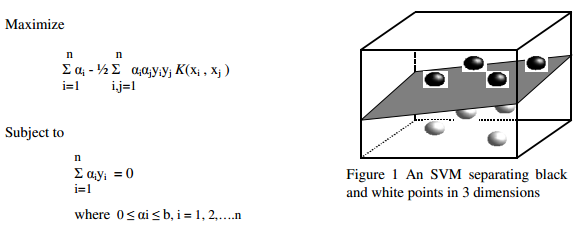 Maximize
n n
Σ αᵢ - ½ Σ αᵢαⱼyᵢyⱼ K(xᵢ , xⱼ )
i=1 i,j=1
Subject to
n
Σ αᵢyᵢ = 0
i=1
where 0 ≤ αi ≤ b, i = 1, 2,….n
Figure 1 An SVM separating black
and white points in 3 dimensions